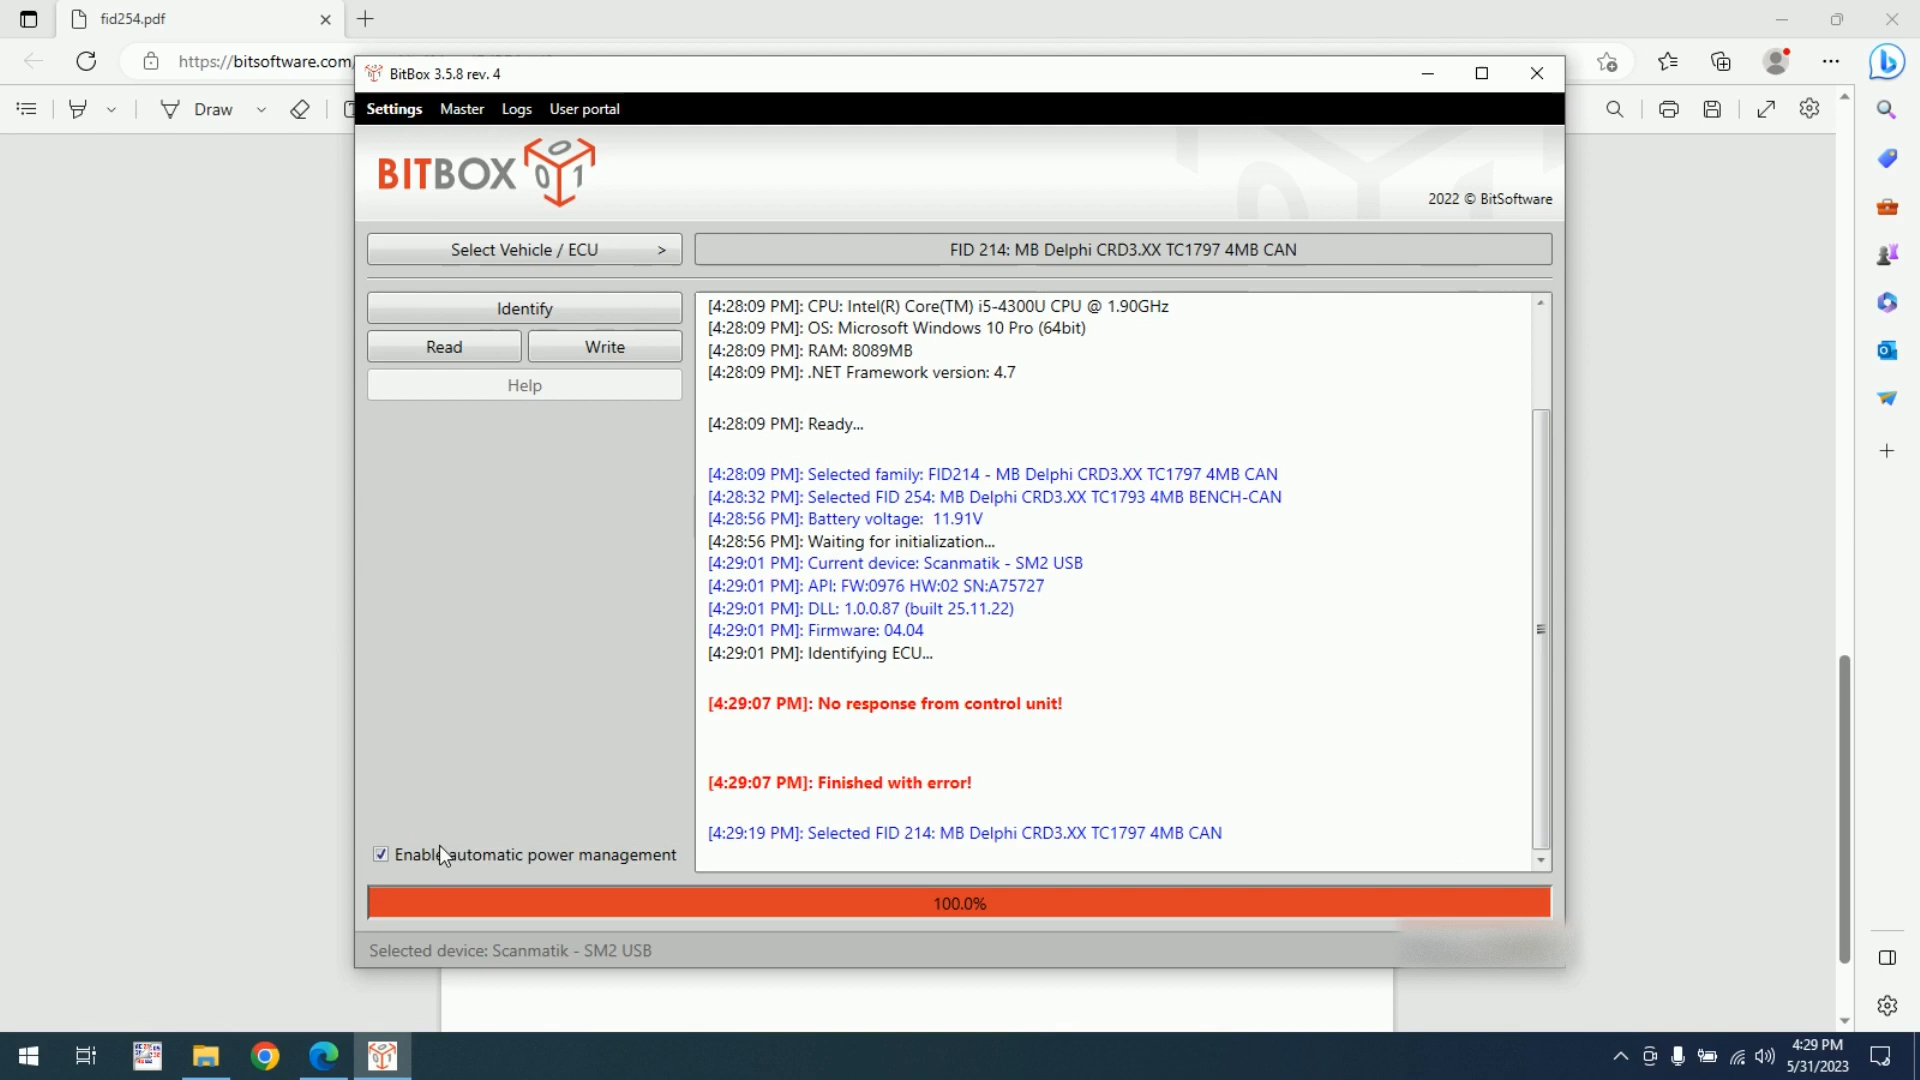 fid254.pdf
https://bitsoftware.com/
Draw
BitBox 3.5.8 rev. 4
Settings Master Logs User portal
BITBOX 0 0 1
2022 © BitSoftware
Select Vehicle / ECU >
FID 214: MB Delphi CRD3.XX TC1797 4MB CAN
Identify
Read Write
Help
[4:28:09 PM]: CPU: Intel(R) Core(TM) i5-4300U CPU @ 1.90GHz
[4:28:09 PM]: OS: Microsoft Windows 10 Pro (64bit)
[4:28:09 PM]: RAM: 8089MB
[4:28:09 PM]: .NET Framework version: 4.7
[4:28:09 PM]: Ready...
[4:28:09 PM]: Selected family: FID214 - MB Delphi CRD3.XX TC1797 4MB CAN
[4:28:32 PM]: Selected FID 254: MB Delphi CRD3.XX TC1793 4MB BENCH-CAN
[4:28:56 PM]: Battery voltage: 11.91V
[4:28:56 PM]: Waiting for initialization...
[4:29:01 PM]: Current device: Scanmatik - SM2 USB
[4:29:01 PM]: API: FW:0976 HW:02 SN:A75727
[4:29:01 PM]: DLL: 1.0.0.87 (built 25.11.22)
[4:29:01 PM]: Firmware: 04.04
[4:29:01 PM]: Identifying ECU...
[4:29:07 PM]: No response from control unit!
[4:29:07 PM]: Finished with error!
[4:29:19 PM]: Selected FID 214: MB Delphi CRD3.XX TC1797 4MB CAN
Enable automatic power management
100.0%
Selected device: Scanmatik - SM2 USB
4:29 PM
5/31/2023